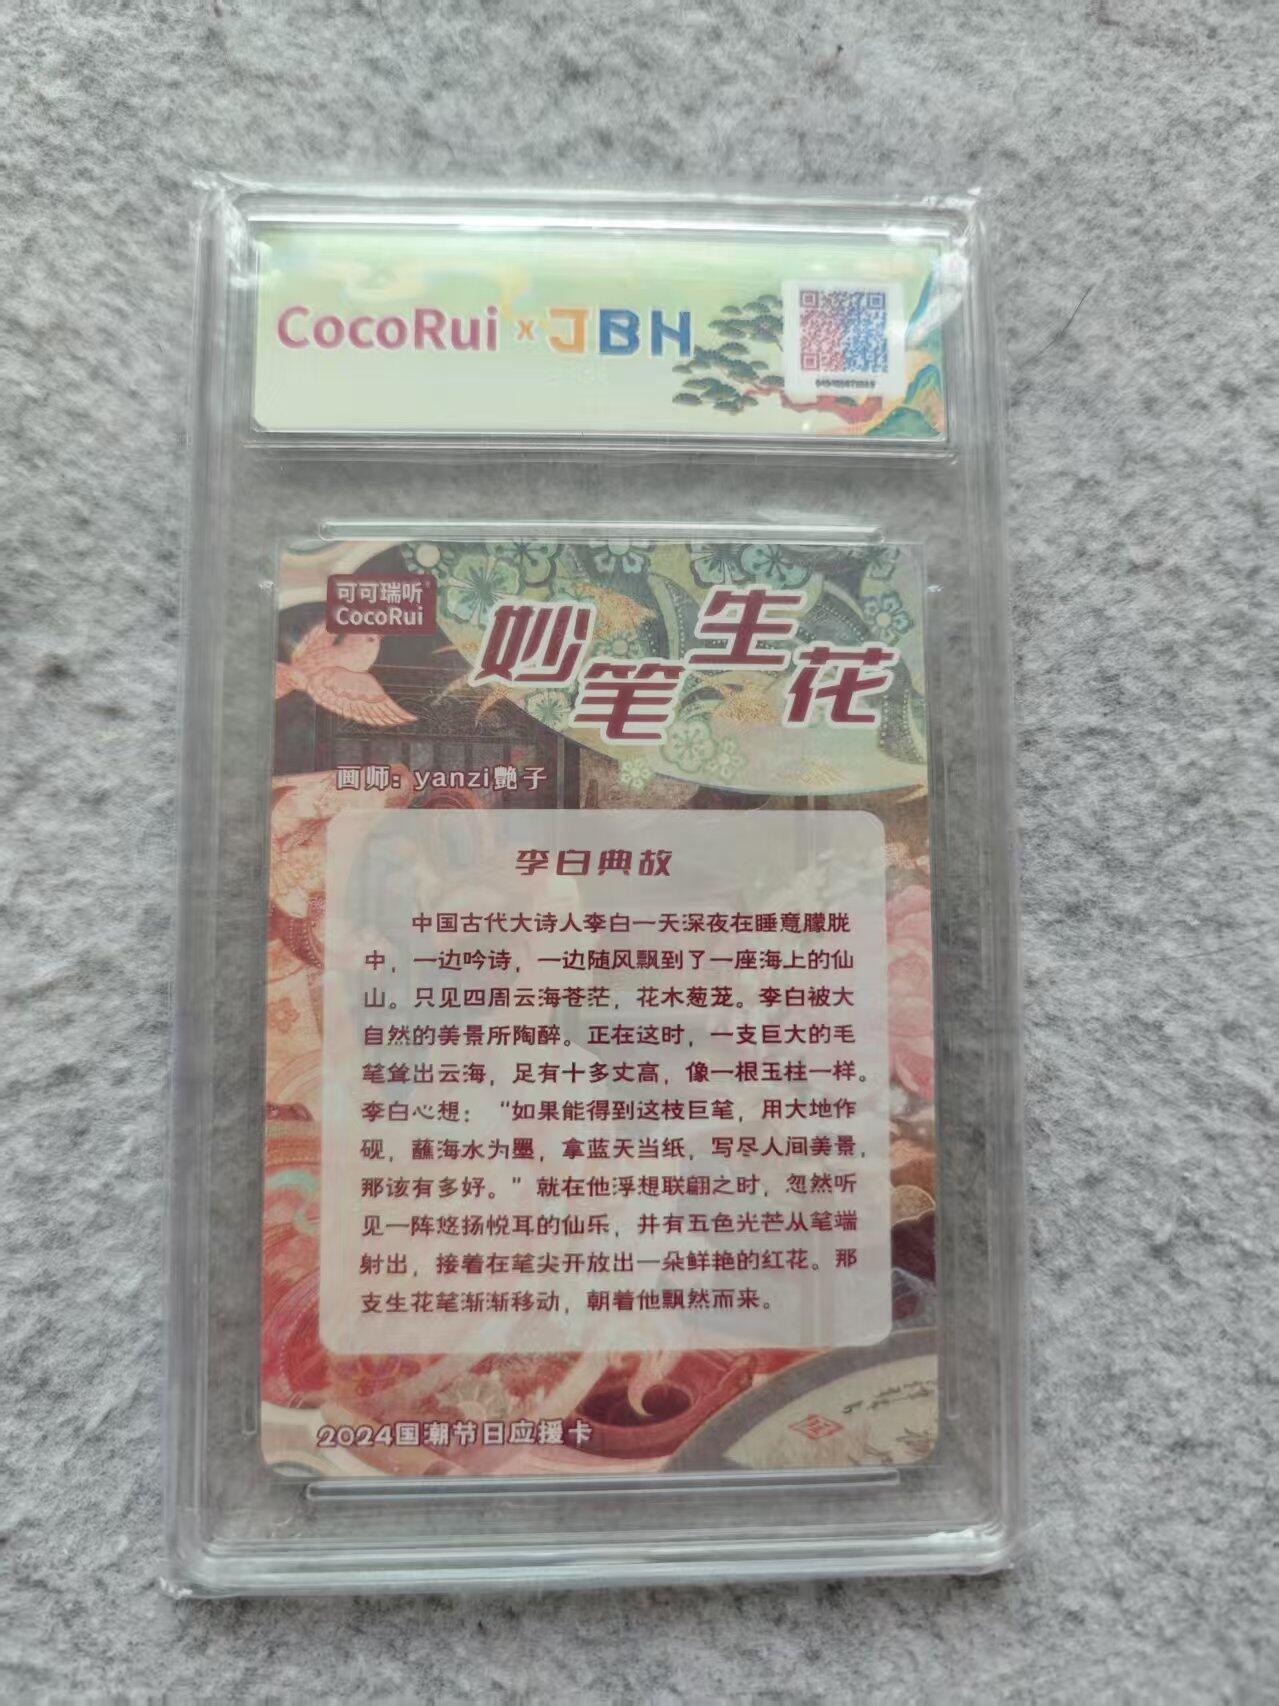 CocoRui x JBH
可可瑞听
CocoRui
妙笔生花
画师：yanzi艶子
李白典故
中国古代大诗人李白一天深夜在睡意朦胧
中，一边吟诗，一边随风飘到了一座海上的仙
山。只见四周云海苍茫，花木葱茏。李白被大
自然的美景所陶醉。正在这时，一支巨大的毛
笔耸出云海，足有十多丈高，像一根玉柱一样。
李白心想：“如果能得到这枝巨笔，用大地作
砚，蘸海水为墨，拿蓝天当纸，写尽人间美景，
那该有多好。”就在他浮想联翩之时，忽然听
见一阵悠扬悦耳的仙乐，并有五色光芒从笔端
射出，接着在笔尖开放出一朵鲜艳的红花。那
支生花笔渐渐移动，朝着他飘然而来。
2024国潮节日应援卡